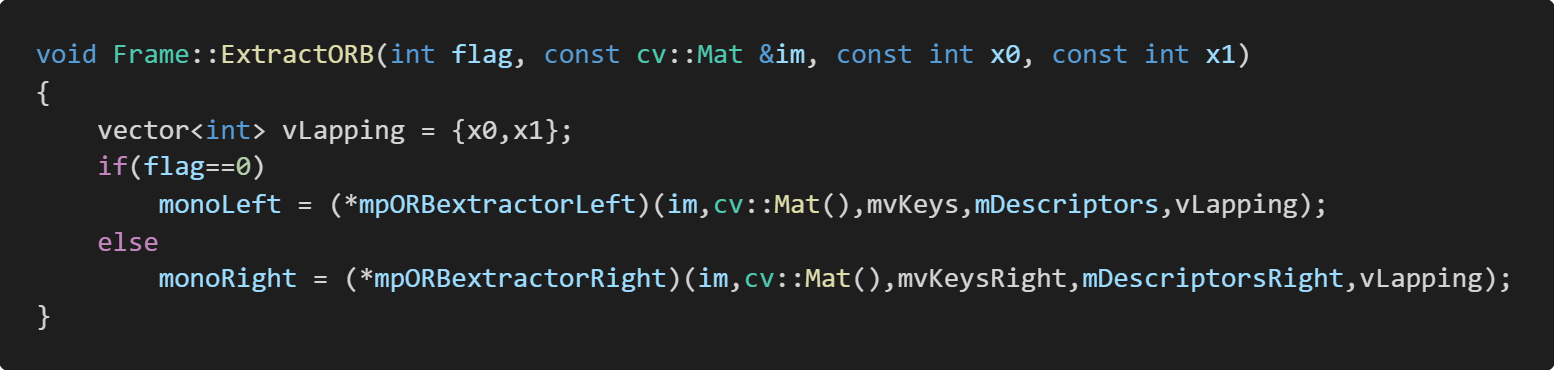 void Frame::ExtractORB(int flag, const cv::Mat &im, const int x0, const int x1)
{
    vector<int> vLapping = {x0,x1};
    if(flag==0)
        monoLeft = (*mpORBextractorLeft)(im,cv::Mat(),mvKeys,mDescriptors,vLapping);
    else
        monoRight = (*mpORBextractorRight)(im,cv::Mat(),mvKeysRight,mDescriptorsRight,vLapping);
}